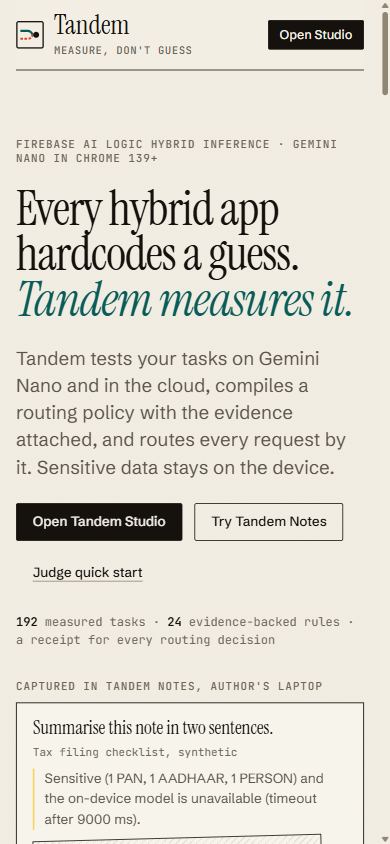 Tandem
MEASURE, DON'T GUESS
Open Studio
FIREBASE AI LOGIC HYBRID INFERENCE · GEMINI
NANO IN CHROME 139+
Every hybrid app
hardcodes a guess.
Tandem measures it.
Tandem tests your tasks on Gemini
Nano and in the cloud, compiles a
routing policy with the evidence
attached, and routes every request by
it. Sensitive data stays on the device.
Open Tandem Studio
Try Tandem Notes
Judge quick start
192 measured tasks · 24 evidence-backed rules ·
a receipt for every routing decision
CAPTURED IN TANDEM NOTES, AUTHOR'S LAPTOP
Summarise this note in two sentences.
Tax filing checklist, synthetic
Sensitive (1 PAN, 1 AADHAAR, 1 PERSON) and
the on-device model is unavailable (timeout
after 9000 ms).